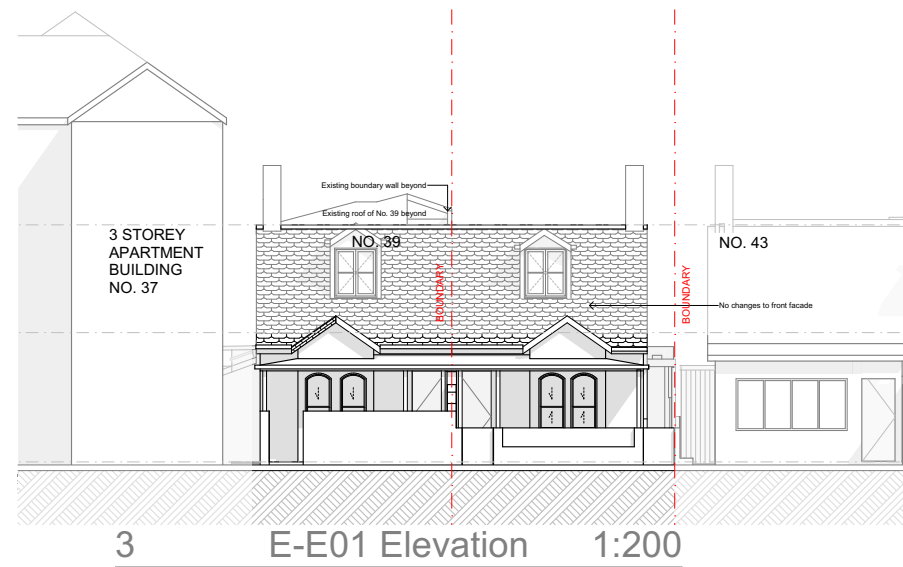 Existing boundary wall beyond
Existing roof of No. 39 beyond
3 STOREY
APARTMENT
BUILDING
NO. 37
NO. 39
NO. 43
BOUNDARY
BOUNDARY
No changes to front facade
3 E-E01 Elevation 1:200